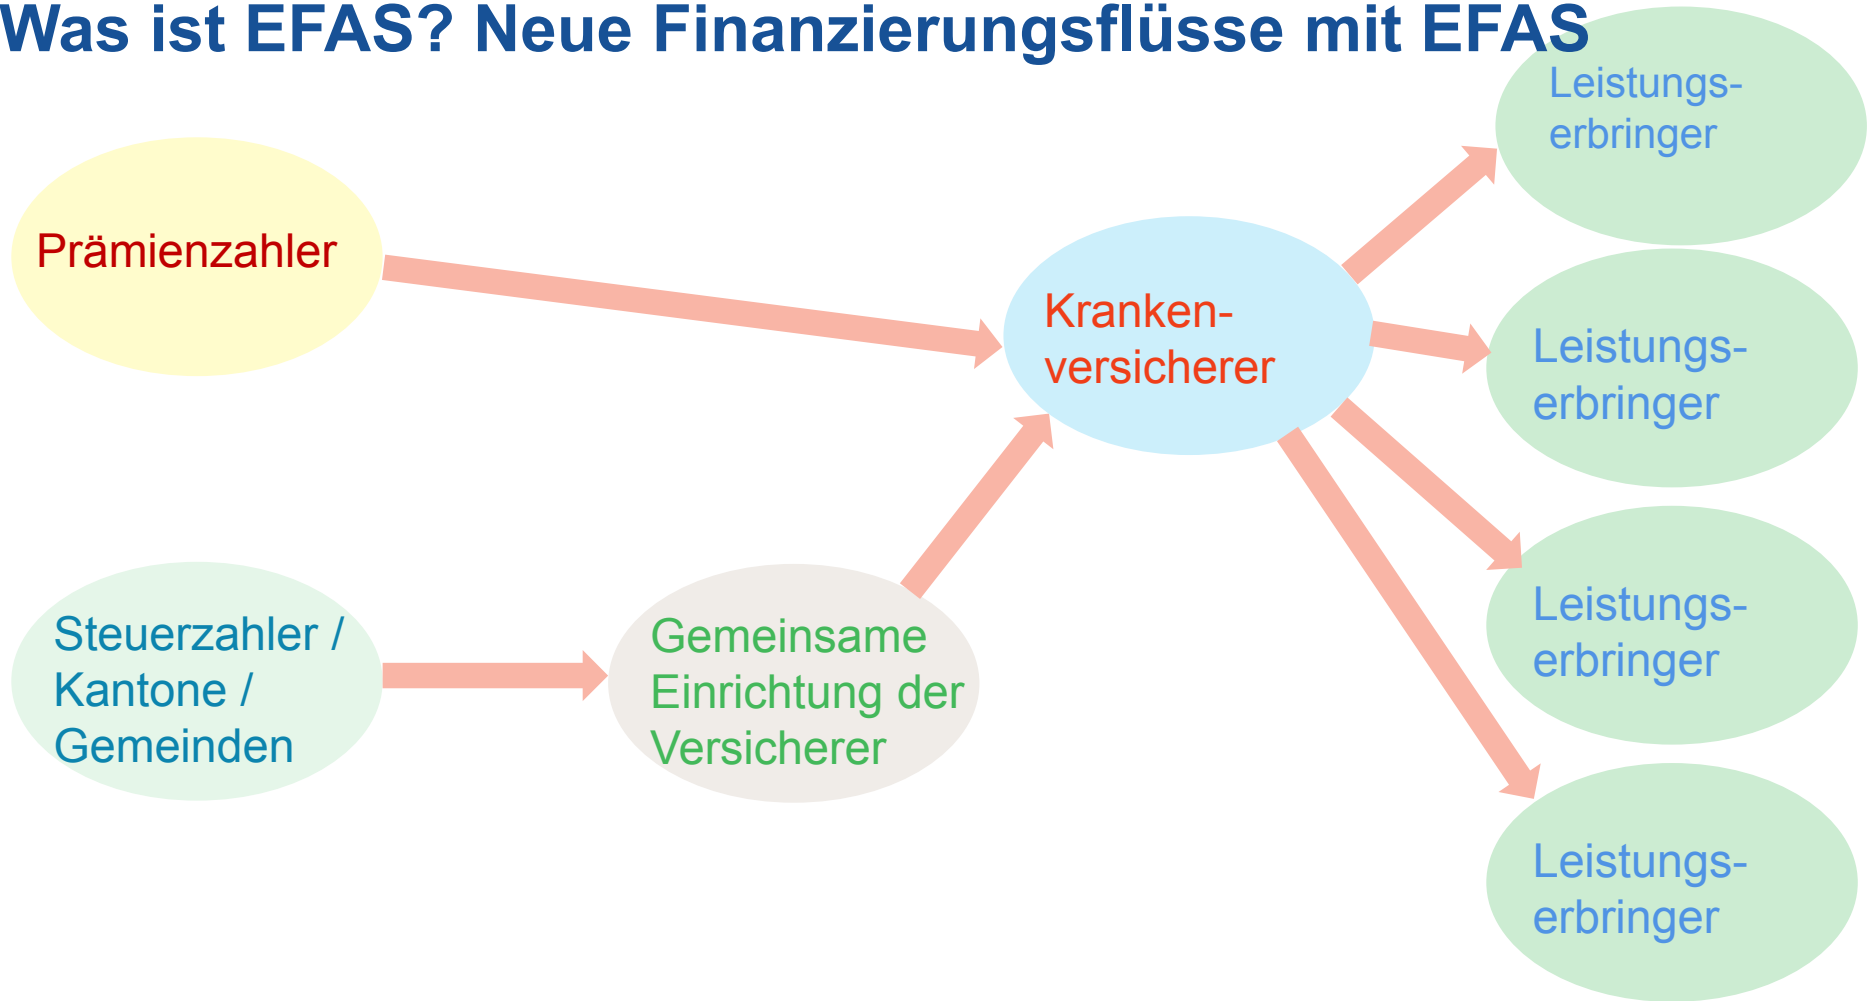 Was ist EFAS? Neue Finanzierungsflüsse mit EFAS
Leistungs-
erbringer
Prämienzahler
Kranken-
versicherer
Leistungs-
erbringer
Steuerzahler /
Kantone /
Gemeinden
Gemeinsame
Einrichtung der
Versicherer
Leistungs-
erbringer
Leistungs-
erbringer